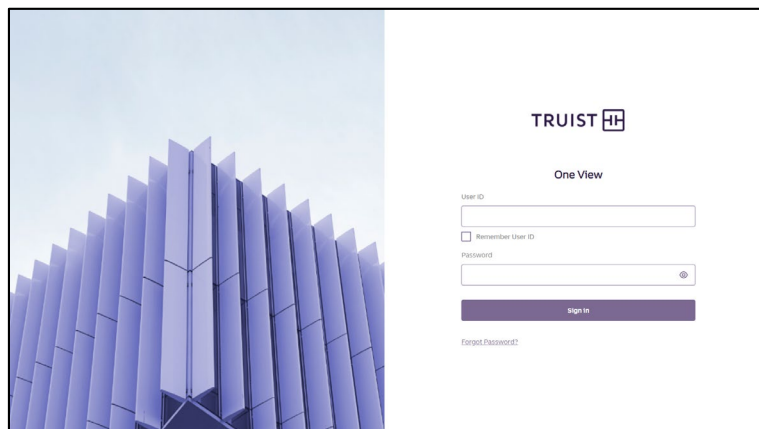 TRUIST
One View
User ID
Remember User ID
Password
Sign in
Forgot Password?